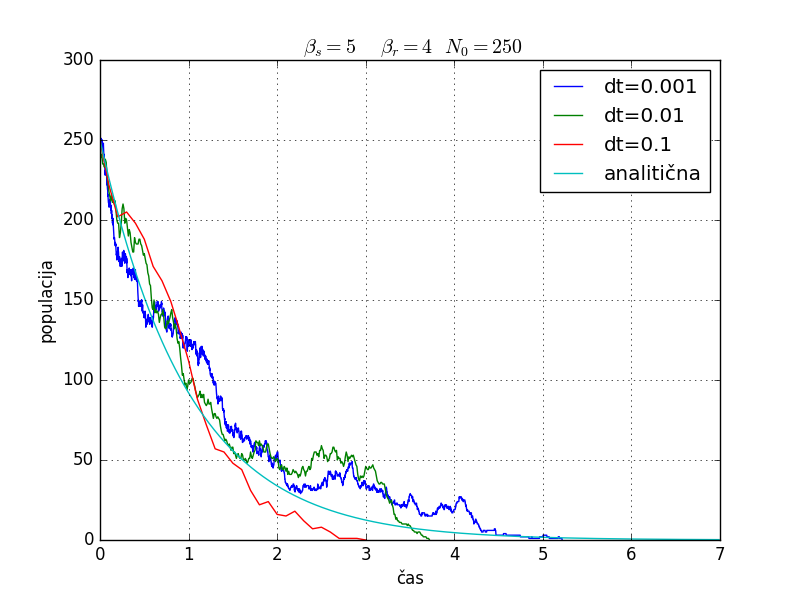 βs = 5 βr = 4 N0 = 250
300
250
200
150
100
50
0
populacija
0 1 2 3 4 5 6 7
čas
dt=0.001
dt=0.01
dt=0.1
analitična